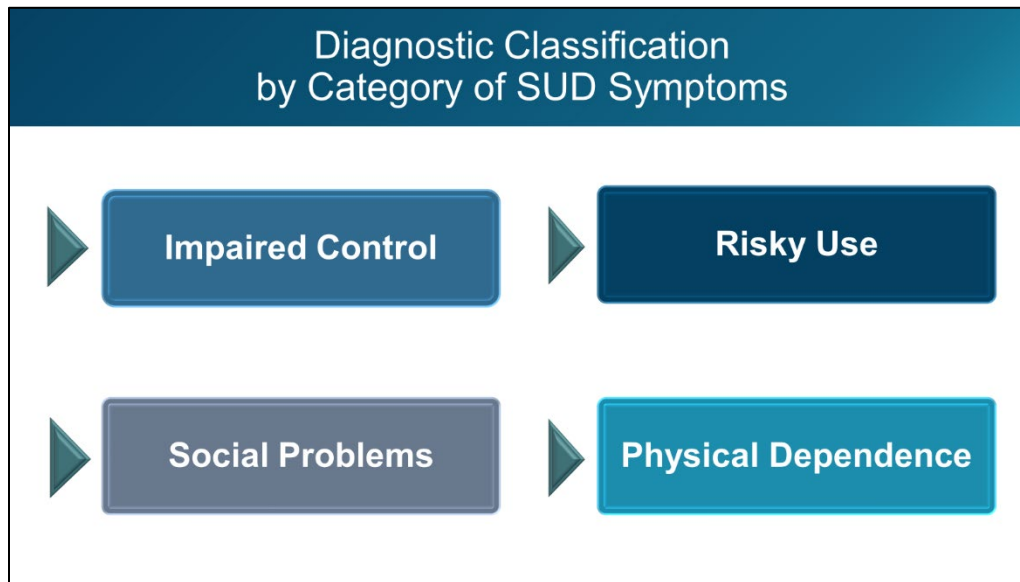 Diagnostic Classification
by Category of SUD Symptoms
Impaired Control
Risky Use
Social Problems
Physical Dependence